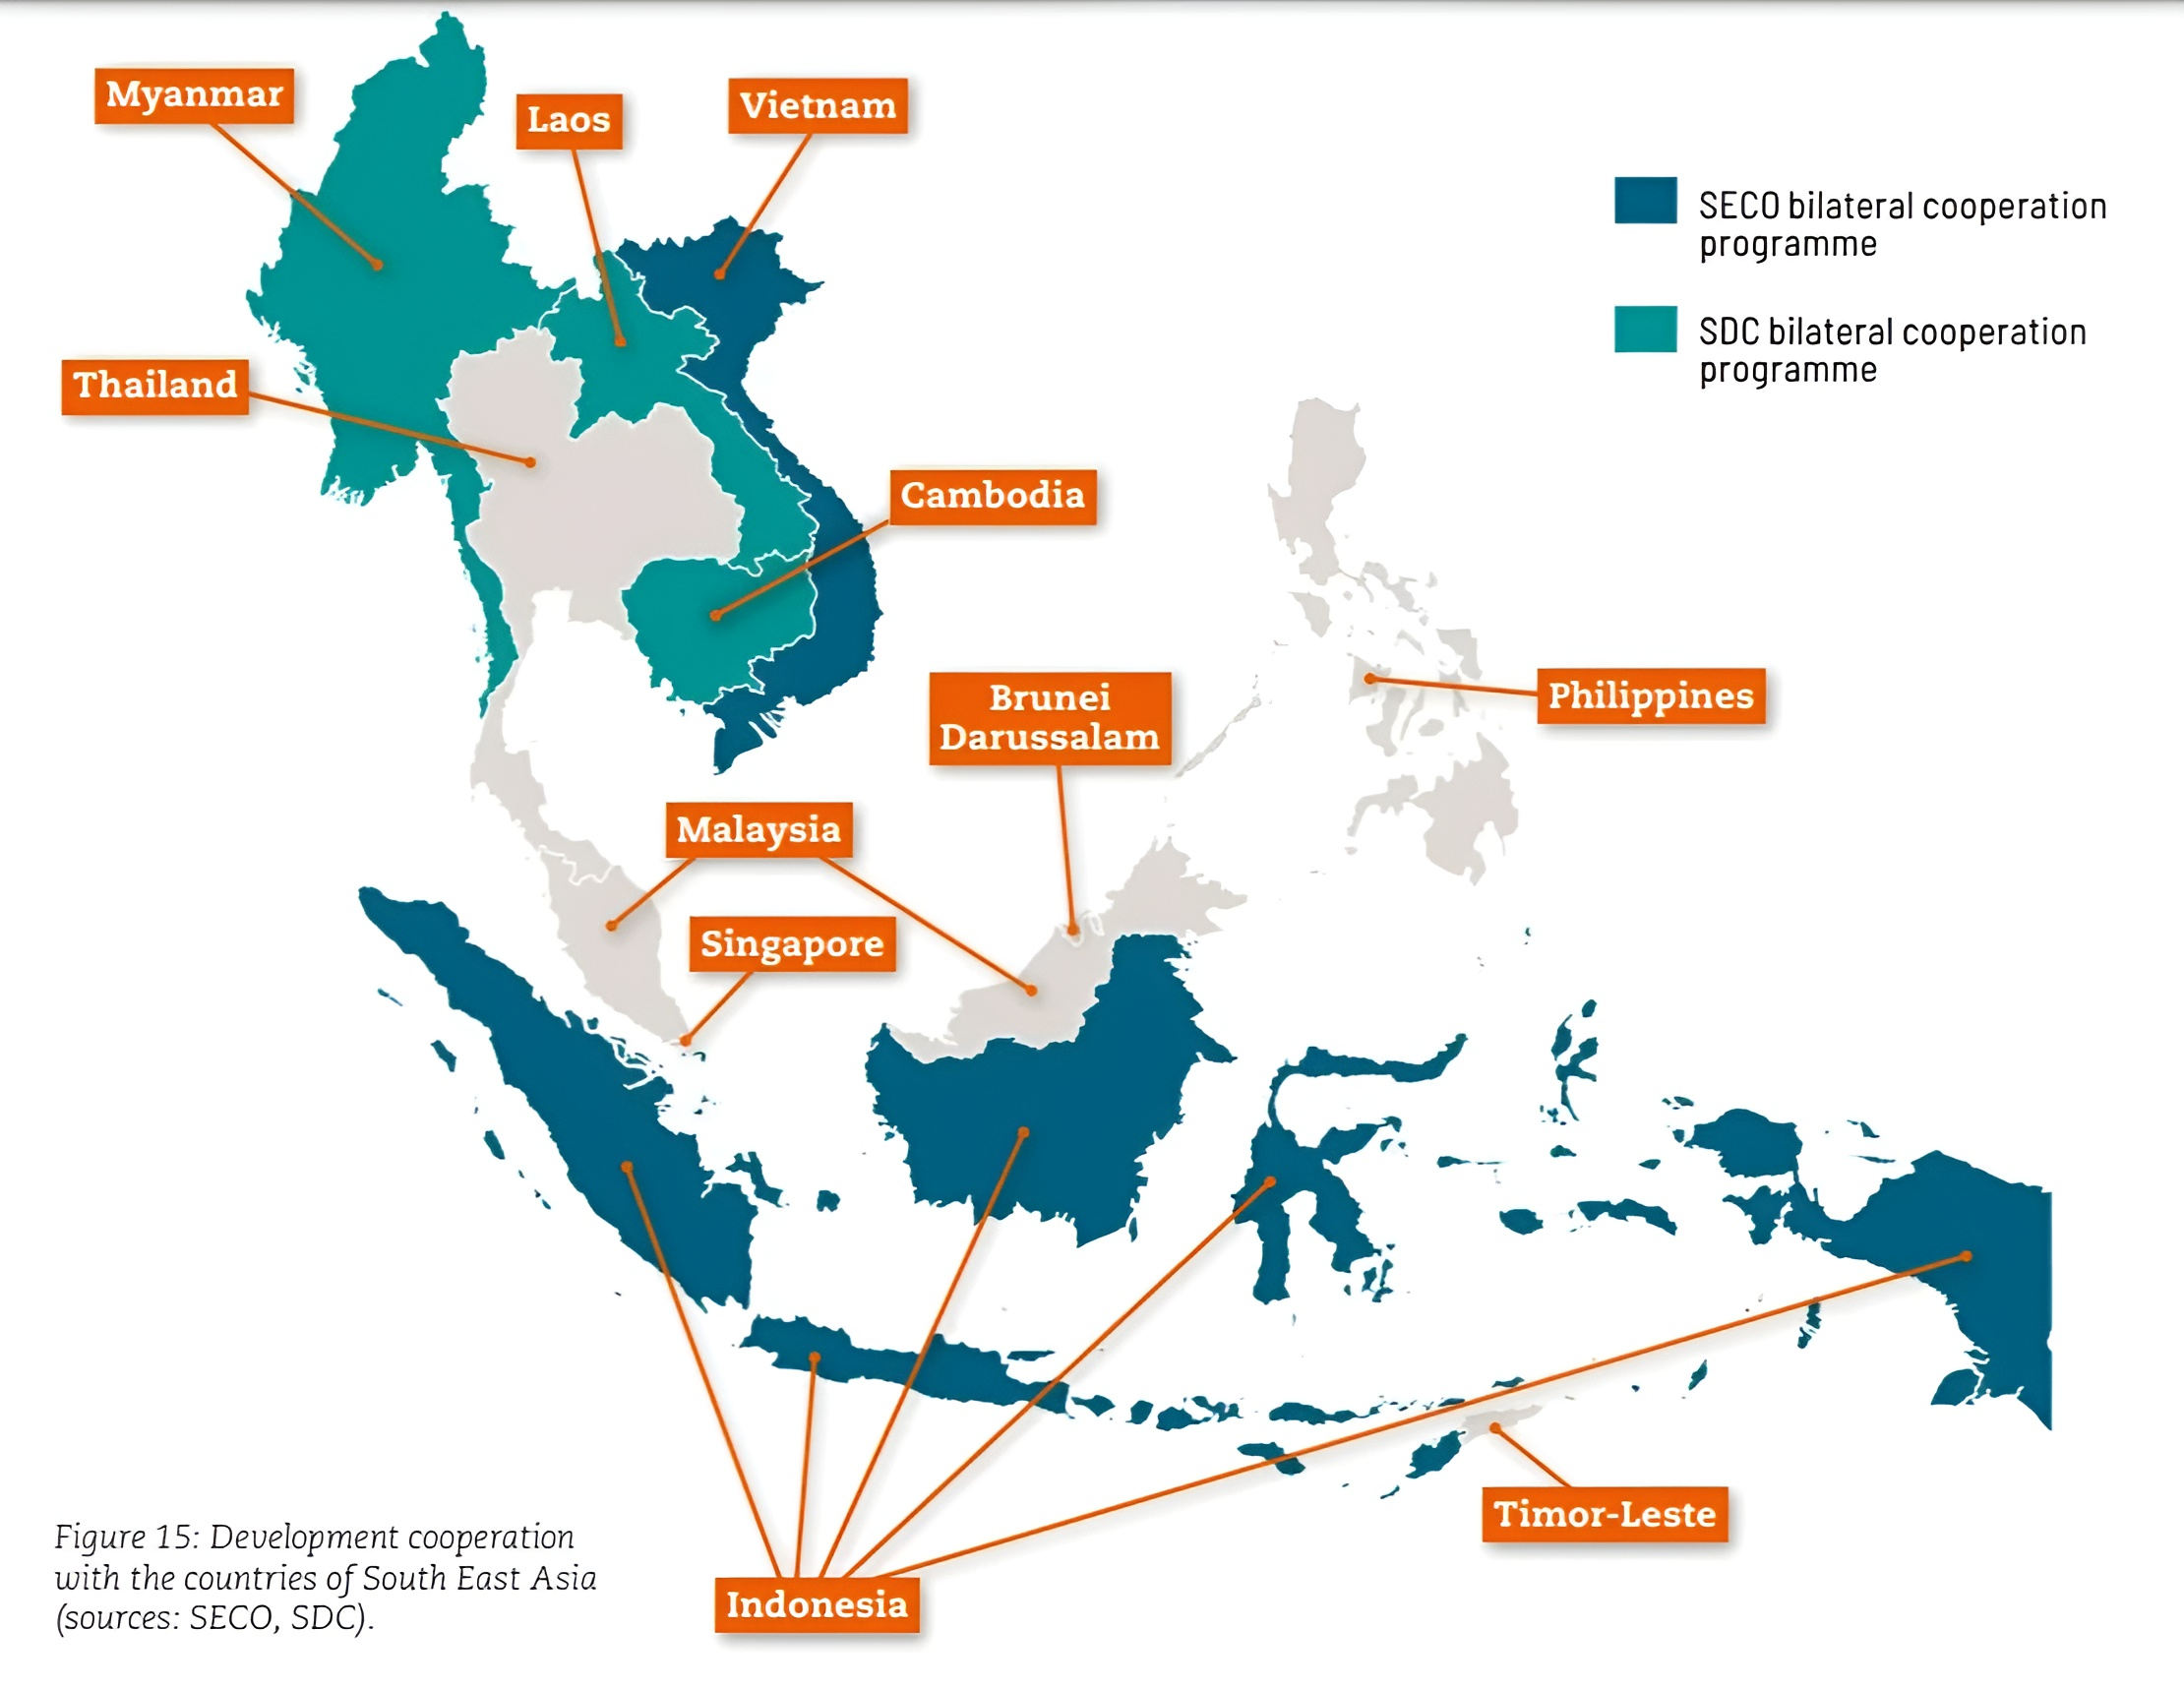 Myanmar
Laos
Vietnam
SECO bilateral cooperation
programme
SDC bilateral cooperation
programme
Thailand
Cambodia
Brunei
Darussalam
Philippines
Malaysia
Singapore
Timor-Leste
Indonesia
Figure 15: Development cooperation
with the countries of South East Asia
(sources: SECO, SDC).